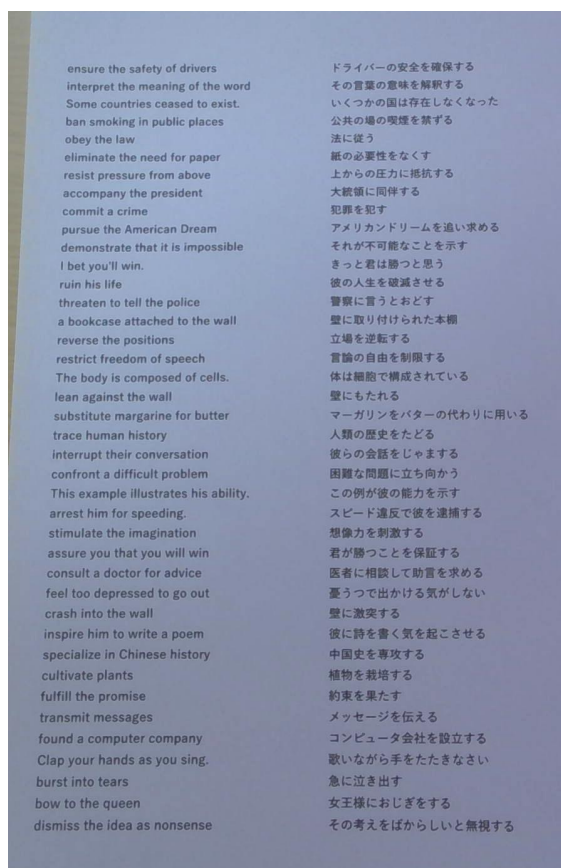 ensure the safety of drivers ドライバーの安全を確保する
interpret the meaning of the word その言葉の意味を解釈する
Some countries ceased to exist. いくつかの国は存在しなくなった
ban smoking in public places 公共の場の喫煙を禁ずる
obey the law 法に従う
eliminate the need for paper 紙の必要性をなくす
resist pressure from above 上からの圧力に抵抗する
accompany the president 大統領に同伴する
commit a crime 犯罪を犯す
pursue the American Dream アメリカンドリームを追い求める
demonstrate that it is impossible それが不可能なことを示す
I bet you'll win. きっと君は勝つと思う
ruin his life 彼の人生を破滅させる
threaten to tell the police 警察に言うとおどす
a bookcase attached to the wall 壁に取り付けられた本棚
reverse the positions 立場を逆転する
restrict freedom of speech 言論の自由を制限する
The body is composed of cells. 体は細胞で構成されている
lean against the wall 壁にもたれる
substitute margarine for butter マーガリンをバターの代わりに用いる
trace human history 人類の歴史をたどる
interrupt their conversation 彼らの会話をじゃまする
confront a difficult problem 困難な問題に立ち向かう
This example illustrates his ability. この例が彼の能力を示す
arrest him for speeding. スピード違反で彼を逮捕する
stimulate the imagination 想像力を刺激する
assure you that you will win 君が勝つことを保証する
consult a doctor for advice 医者に相談して助言を求める
feel too depressed to go out 憂うつで出かける気がしない
crash into the wall 壁に激突する
inspire him to write a poem 彼に詩を書く気を起こさせる
specialize in Chinese history 中国史を専攻する
cultivate plants 植物を栽培する
fulfill the promise 約束を果たす
transmit messages メッセージを伝える
found a computer company コンピュータ会社を設立する
Clap your hands as you sing. 歌いながら手をたたきなさい
burst into tears 急に泣き出す
bow to the queen 女王様におじぎをする
dismiss the idea as nonsense その考えをばからしいと無視する